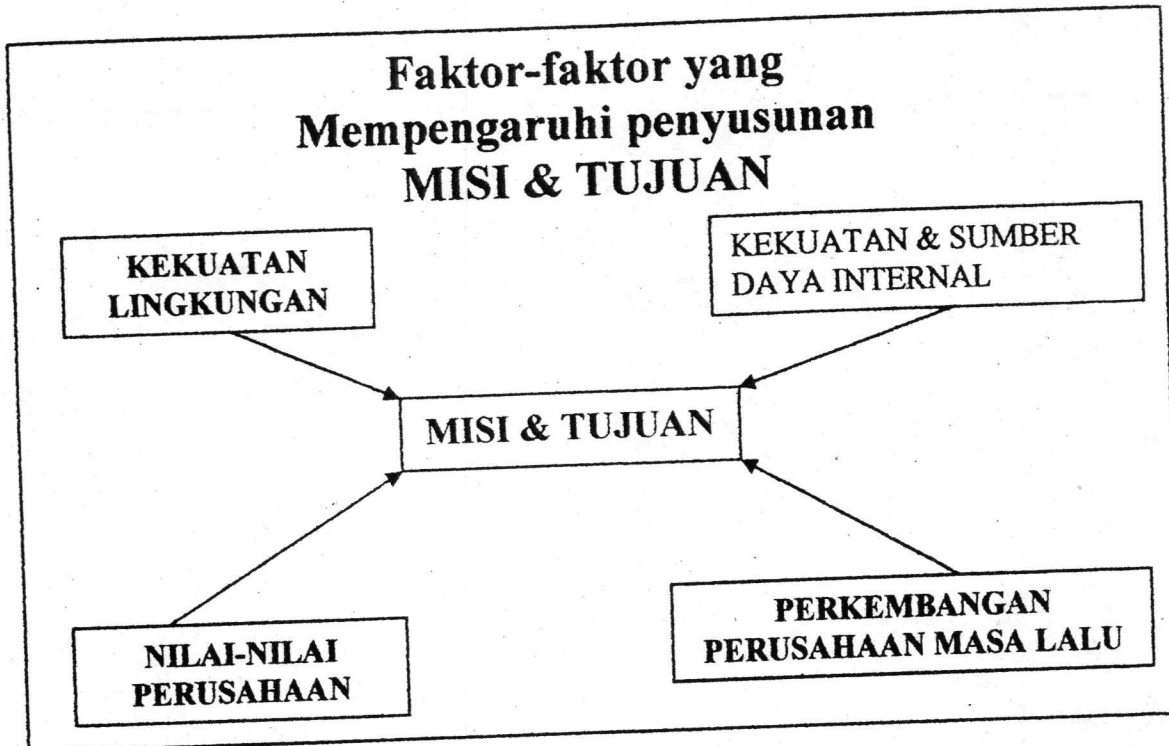 Faktor-faktor yang
Mempengaruhi penyusunan
MISI & TUJUAN
KEKUATAN
LINGKUNGAN
KEKUATAN & SUMBER
DAYA INTERNAL
MISI & TUJUAN
NILAI-NILAI
PERUSAHAAN
PERKEMBANGAN
PERUSAHAAN MASA LALU